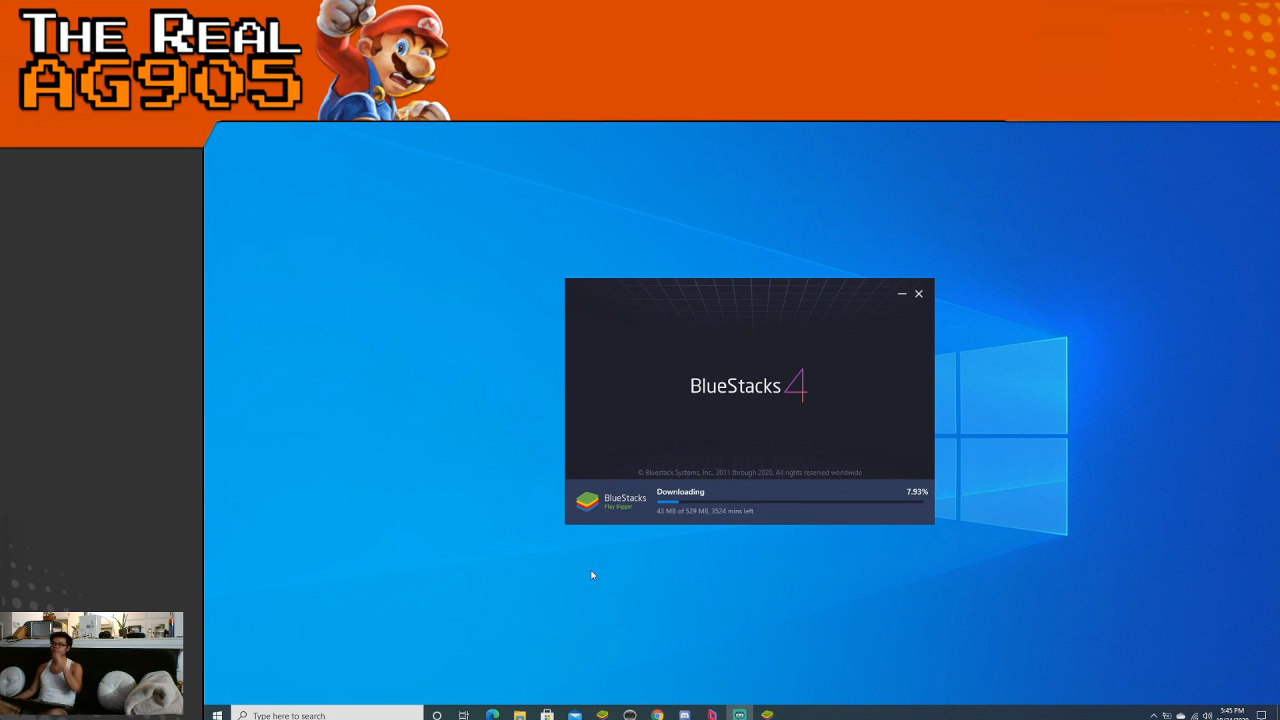 THE REAL
AG905
BlueStacks 4
© Bluestack Systems, Inc., 2011 through 2020. All rights reserved worldwide
BlueStacks
Play Bigger
Downloading
7.93%
43 MB of 529 MB, 3524 mins left
Type here to search
5:45 PM